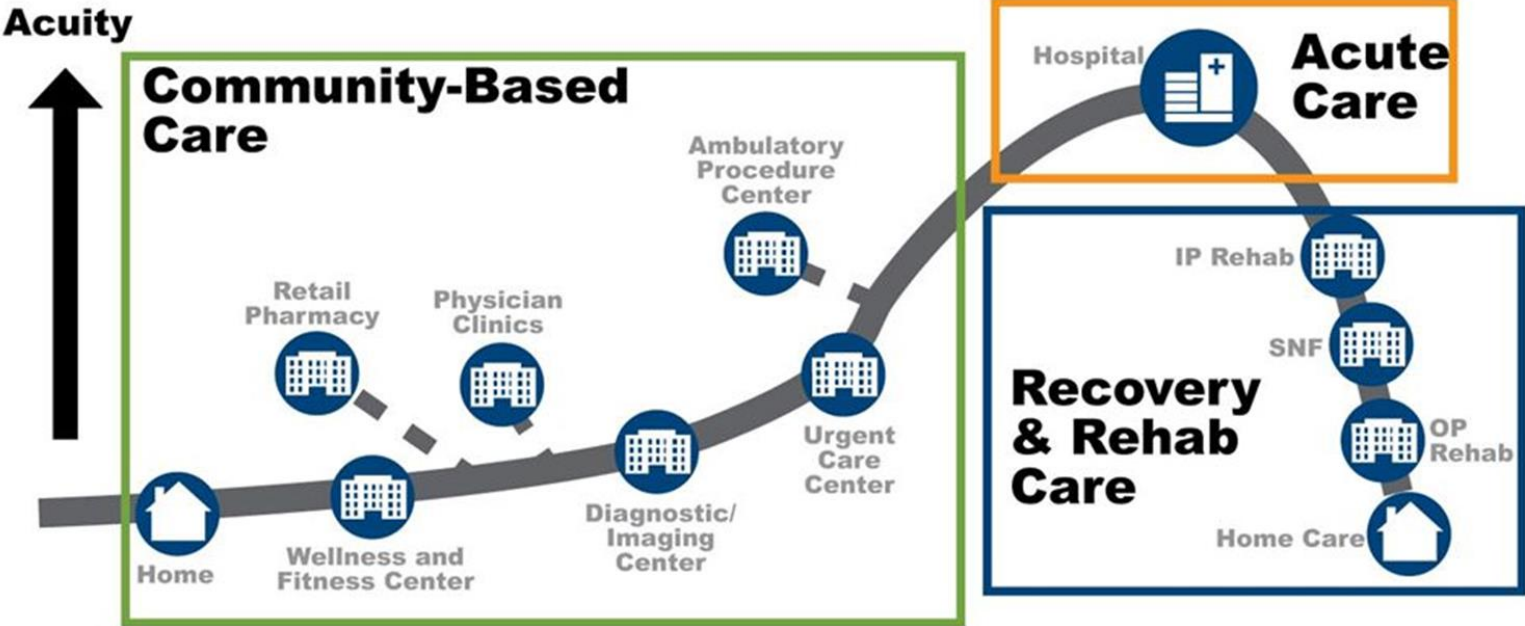 Acuity
Community-Based
Care
Ambulatory
Procedure
Center
Retail
Pharmacy
Physician
Clinics
Urgent
Care
Center
Diagnostic/
Imaging
Center
Wellness and
Fitness Center
Home
Hospital
Acute
Care
IP Rehab
SNF
Recovery
& Rehab
Care
OP
Rehab
Home Care